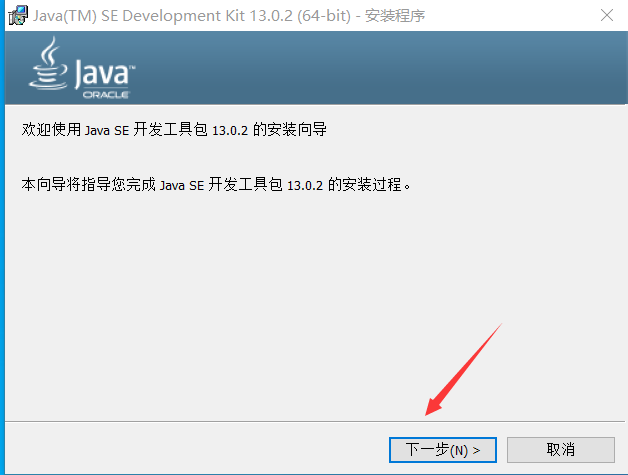 Java(TM) SE Development Kit 13.0.2 (64-bit) - 安装程序
Java™
ORACLE
欢迎使用 Java SE 开发工具包 13.0.2 的安装向导
本向导将指导您完成 Java SE 开发工具包 13.0.2 的安装过程。
下一步(N) >
取消